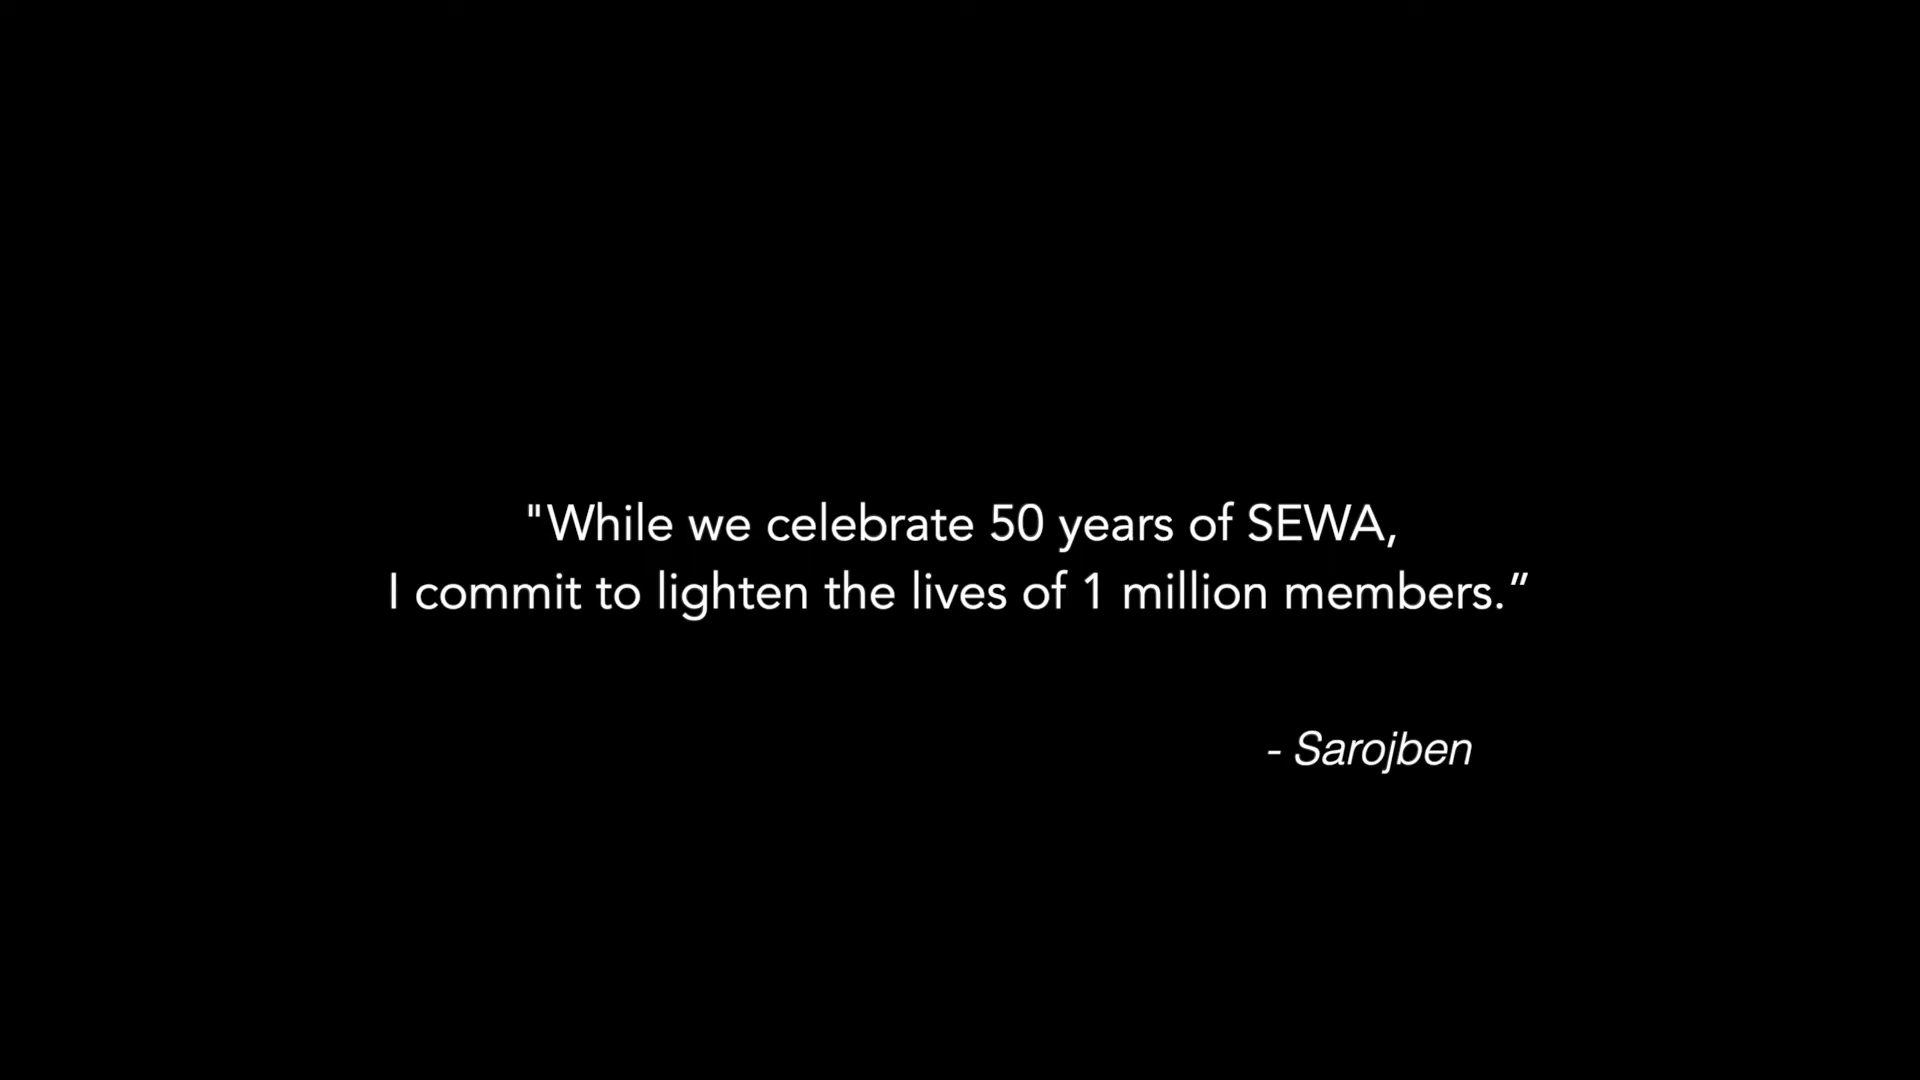 "While we celebrate 50 years of SEWA,
I commit to lighten the lives of 1 million members.”
- Sarojben